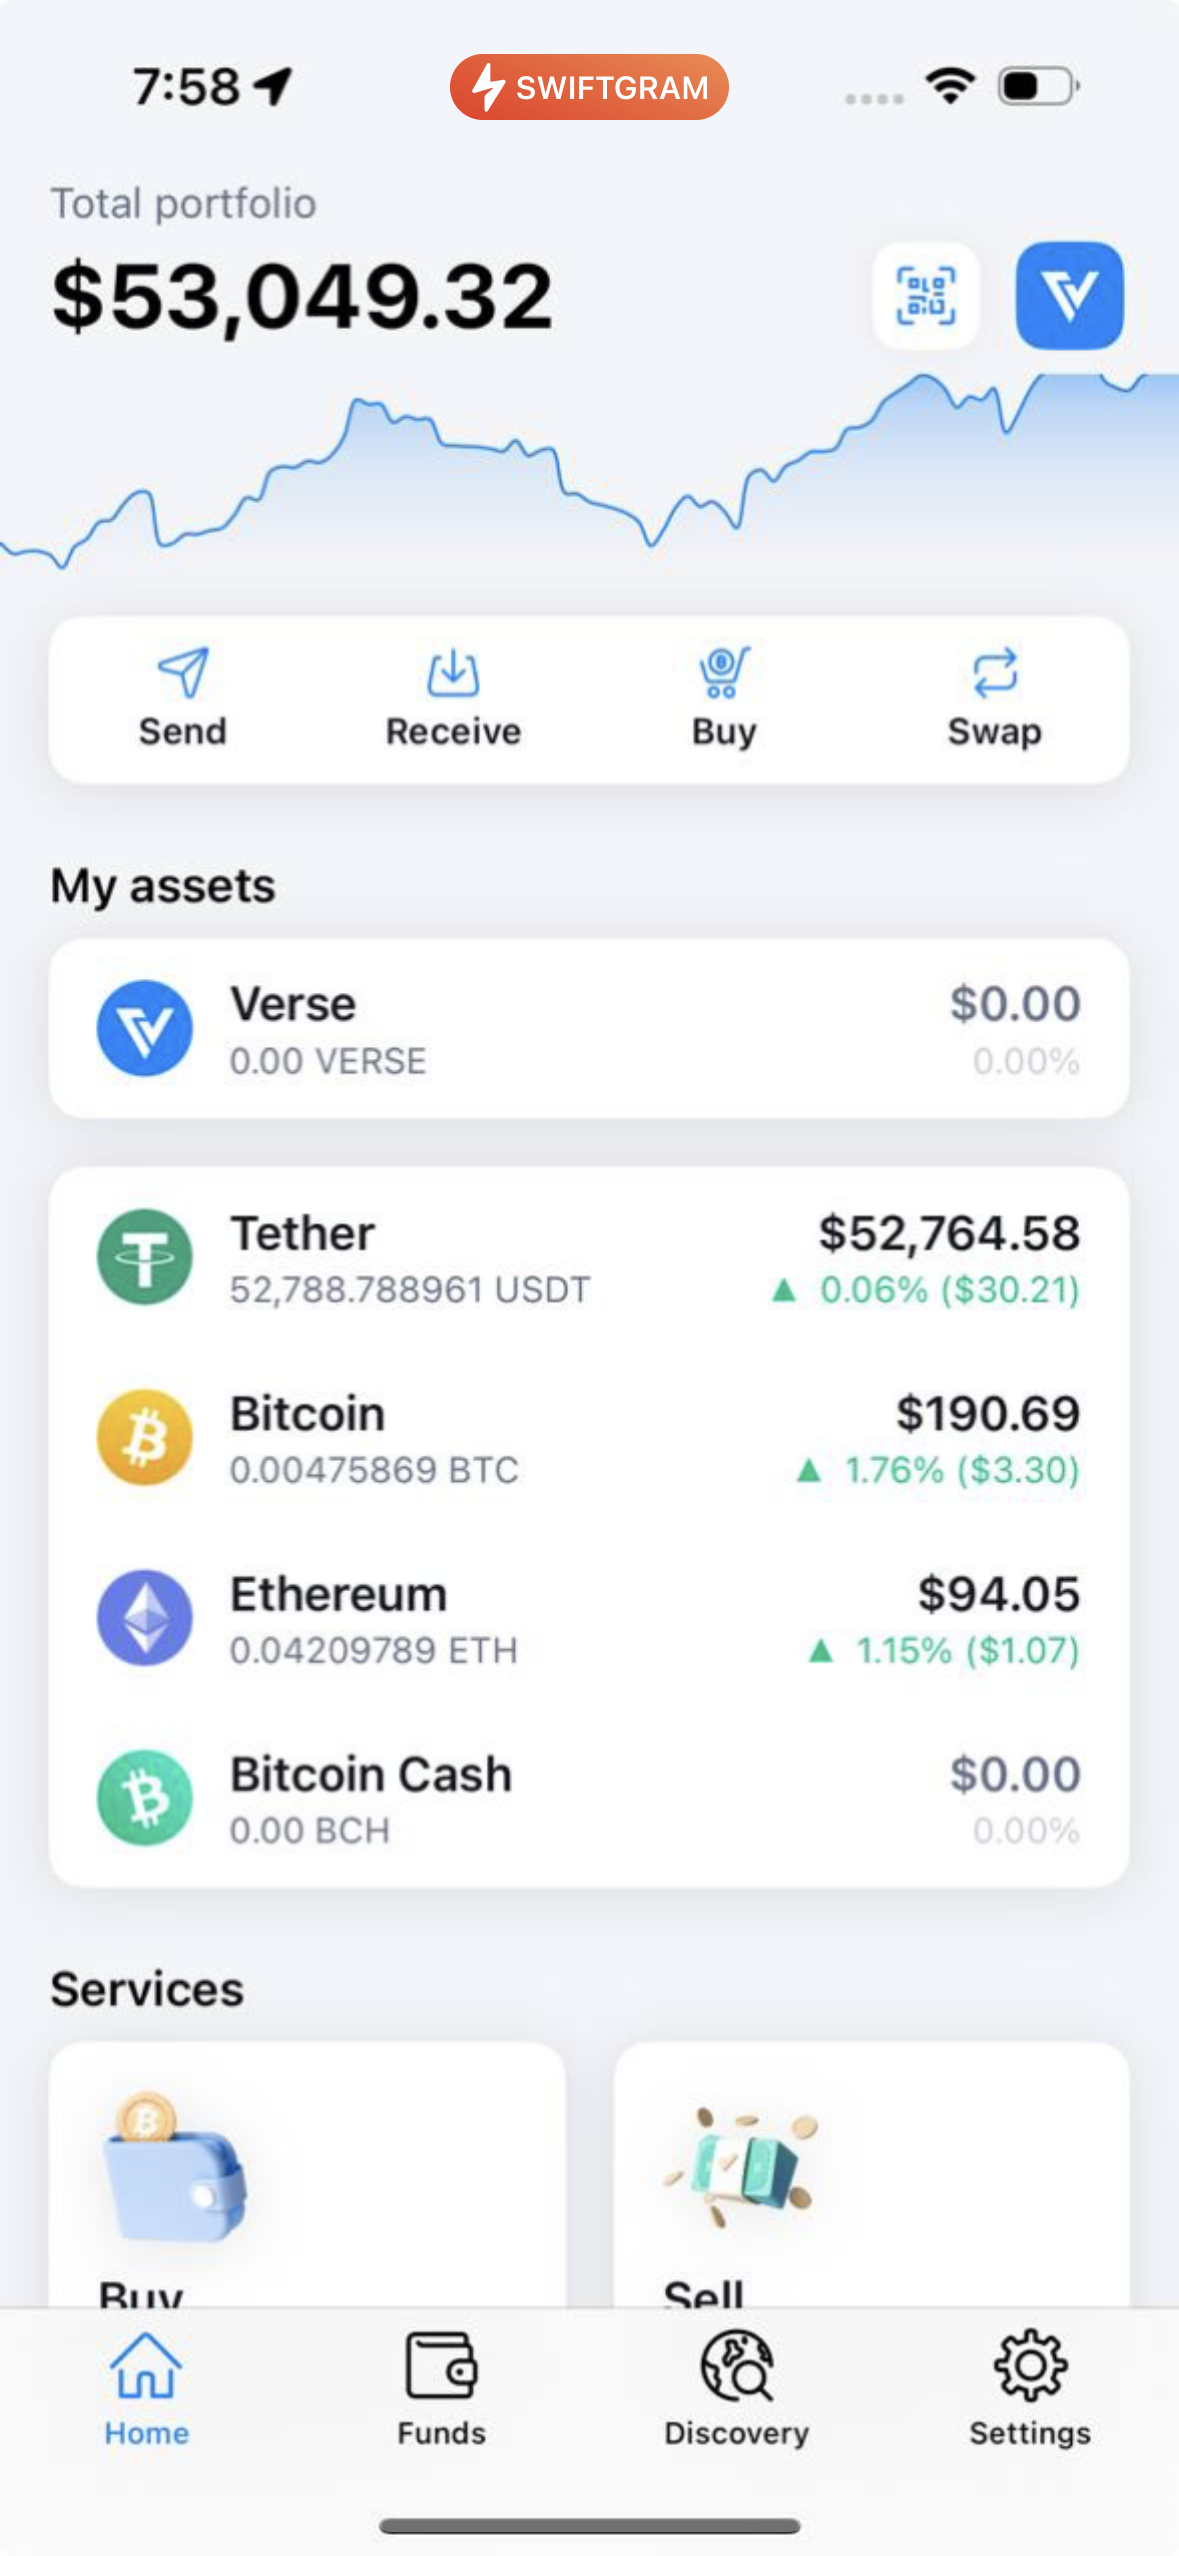 7:58
SWIFTGRAM
Total portfolio
$53,049.32
Send
Receive
Buy
Swap
My assets
Verse
$0.00
0.00 VERSE
0.00%
Tether
$52,764.58
52,788.788961 USDT
▲ 0.06% ($30.21)
Bitcoin
$190.69
0.00475869 BTC
▲ 1.76% ($3.30)
Ethereum
$94.05
0.04209789 ETH
▲ 1.15% ($1.07)
Bitcoin Cash
$0.00
0.00 BCH
0.00%
Services
Buy
Sell
Home
Funds
Discovery
Settings